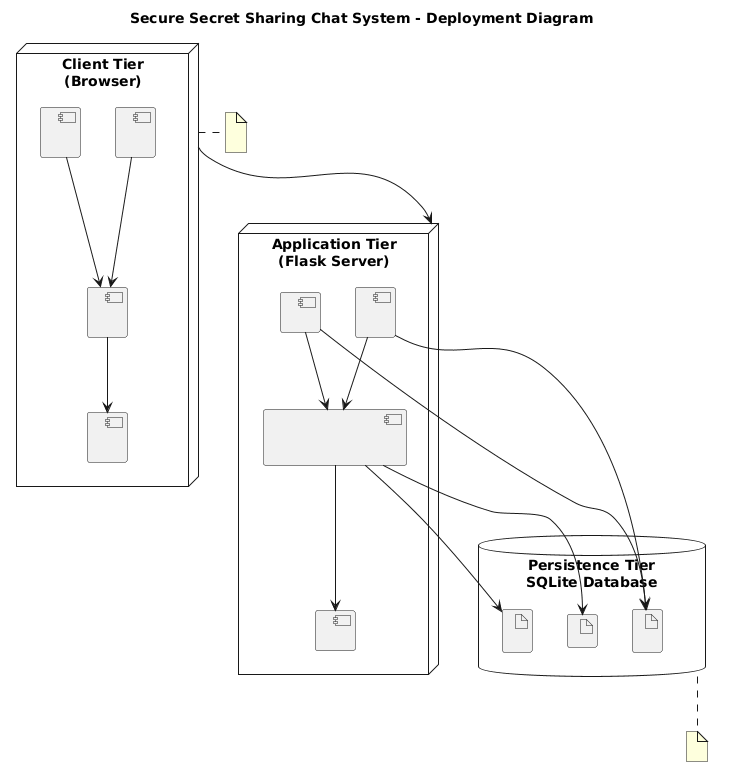 Secure Secret Sharing Chat System - Deployment Diagram
Client Tier
(Browser)
Application Tier
(Flask Server)
Persistence Tier
SQLite Database